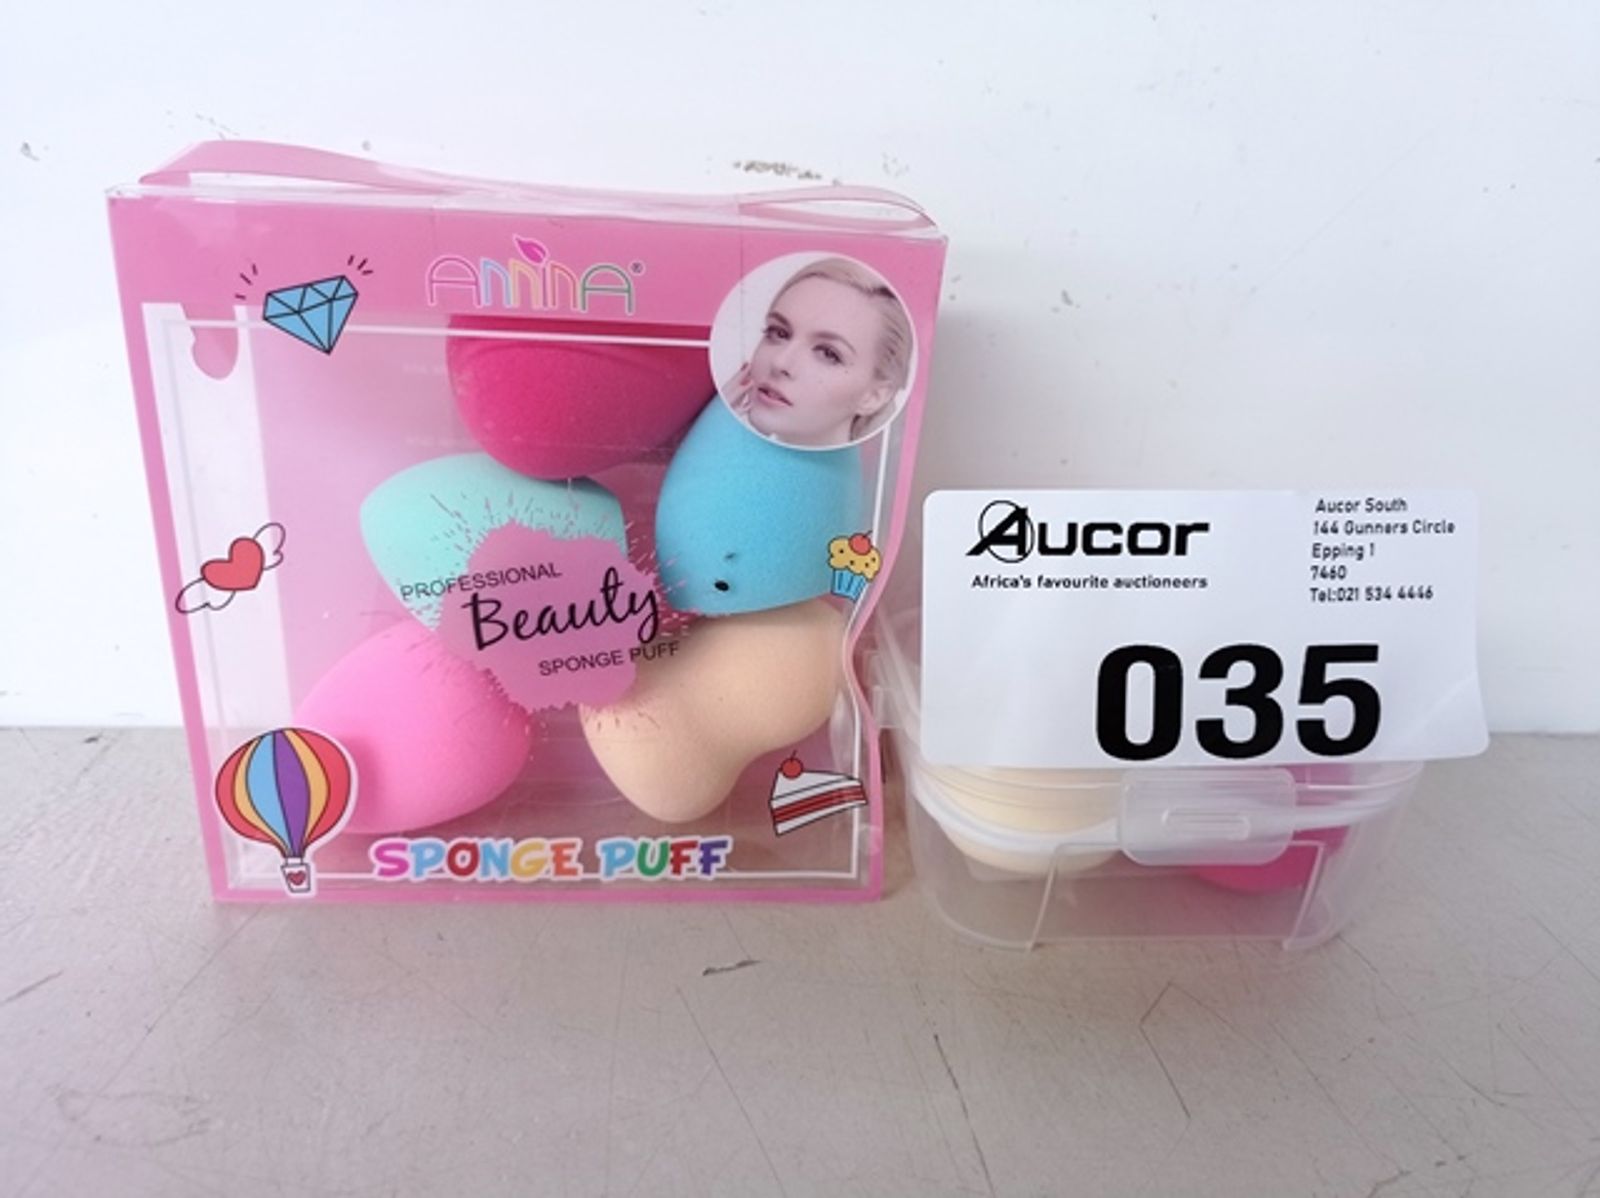 AnninA®
PROFESSIONAL
Beauty
SPONGE PUFF
SPONGE PUFF
Aucor
Africa's favourite auctioneers
Aucor South
144 Gunners Circle
Epping 1
7460
Tel:021 534 4446
035